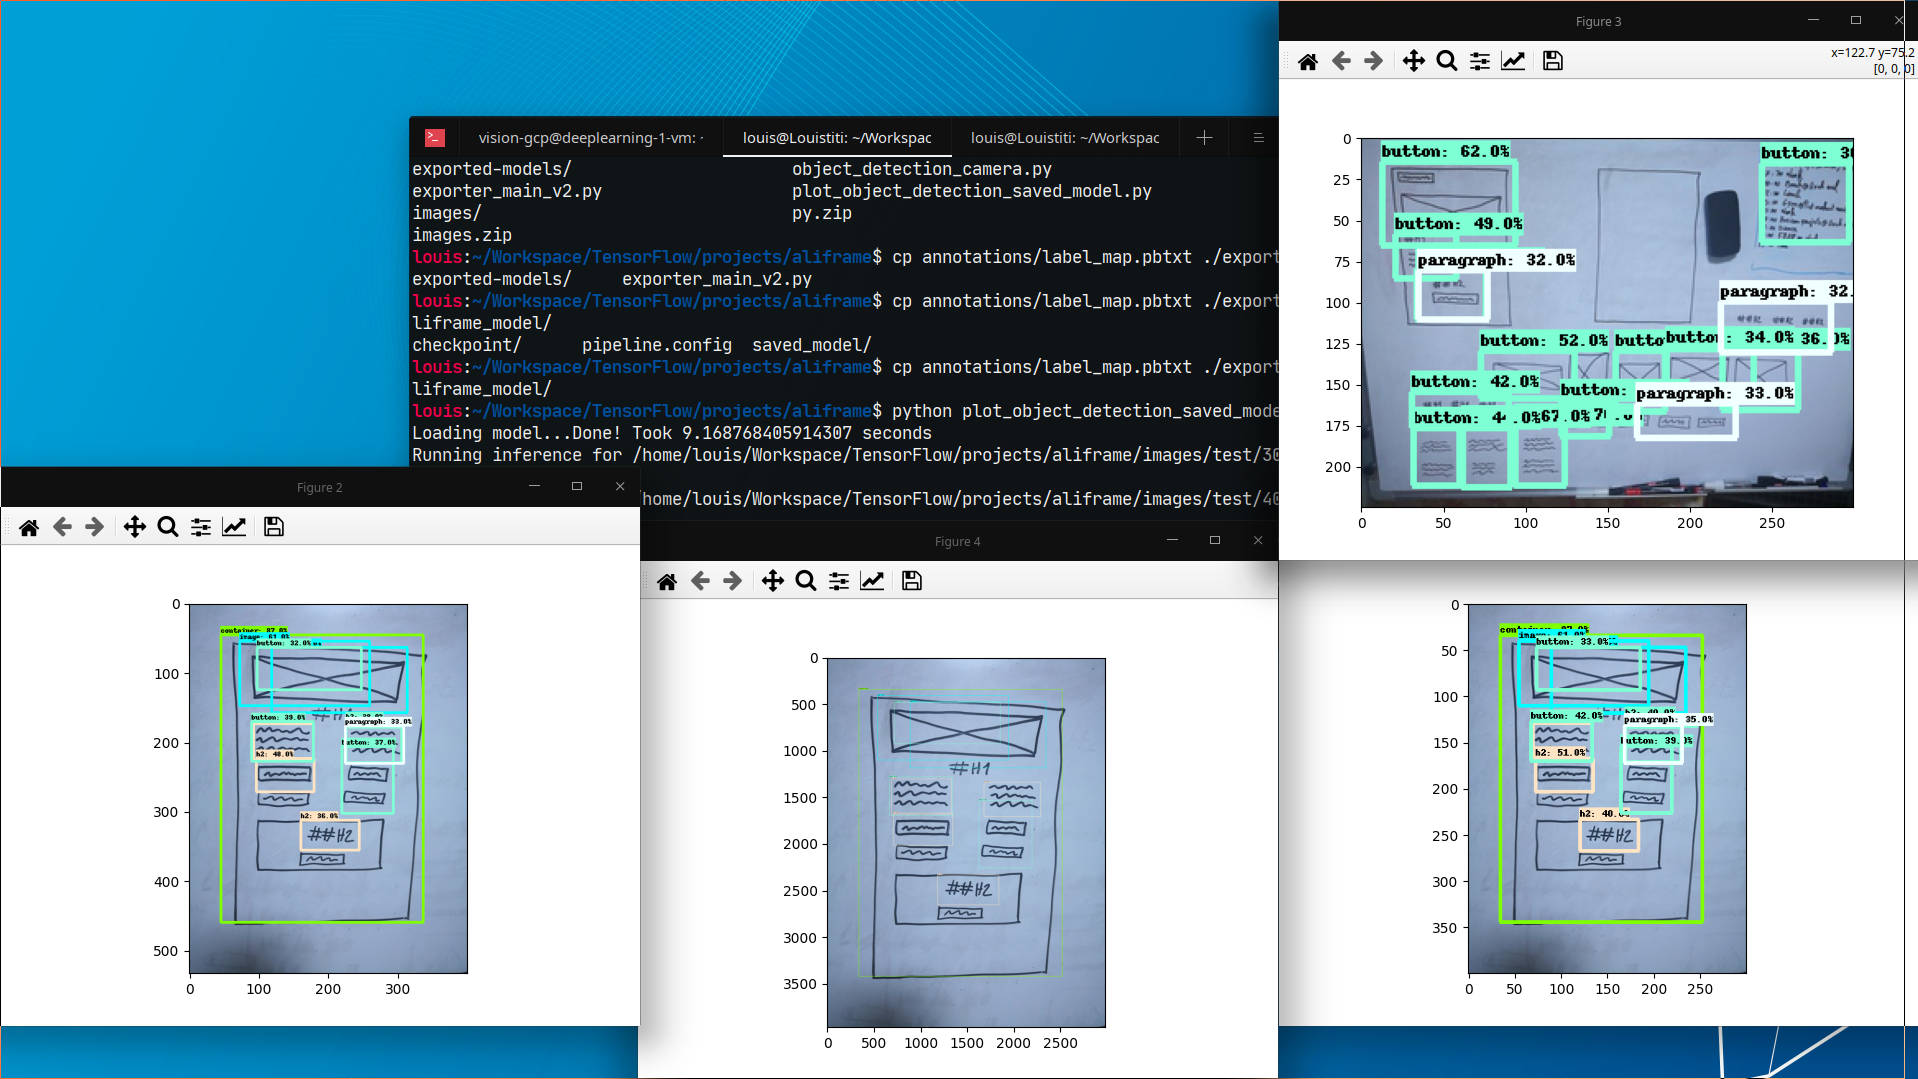 vision-gcp@deeplearning-1-vm: ~
louis@Louistiti: ~/Workspac
louis@Louistiti: ~/Workspac
exported-models/ object_detection_camera.py
exporter_main_v2.py plot_object_detection_saved_model.py
images/ py.zip
images.zip
louis:~/Workspace/TensorFlow/projects/aliframe$ cp annotations/label_map.pbtxt ./export
exported-models/ exporter_main_v2.py
louis:~/Workspace/TensorFlow/projects/aliframe$ cp annotations/label_map.pbtxt ./export
liframe_model/
checkpoint/ pipeline.config saved_model/
louis:~/Workspace/TensorFlow/projects/aliframe$ cp annotations/label_map.pbtxt ./export
liframe_model/
louis:~/Workspace/TensorFlow/projects/aliframe$ python plot_object_detection_saved_mode
Loading model...Done! Took 9.168768405914307 seconds
Running inference for /home/louis/Workspace/TensorFlow/projects/aliframe/images/test/30
/home/louis/Workspace/TensorFlow/projects/aliframe/images/test/40
Figure 3
x=122.7 y=75.2
[0, 0, 0]
0
button: 62.0%
button: 30
25
50
button: 49.0%
75
paragraph: 32.0%
100
paragraph: 32.
125
button: 52.0%
butto
button: 34.0%
36.0%
150
button: 42.0%
button:
paragraph: 33.0%
175
button: 44.0%
67.0%
200
0 50 100 150 200 250
Figure 2
0
container: 87.0%
image: 61.0%
button: 32.0%
100
#H1
200
button: 39.0%
paragraph: 33.0%
button: 37.0%
h2: 48.0%
300
h2: 36.0%
##H2
400
500
0 100 200 300
Figure 4
0
500
1000
#H1
1500
2000
2500
##H2
3000
3500
0 500 1000 1500 2000 2500
0
container: 87.0%
image: 61.0%
button: 33.0%
50
100
button: 42.0%
h2: 40.0%
paragraph: 35.0%
150
button: 39.0%
h2: 51.0%
200
h2: 40.0%
250
##H2
300
350
0 50 100 150 200 250